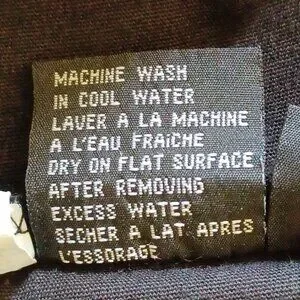 MACHINE WASH
IN COOL WATER
LAVER A LA MACHINE
A L'EAU FRAiCHE
DRY ON FLAT SURFACE
AFTER REMOVING
EXCESS WATER
SECHER A LAT APRES
L'ESSORAGE